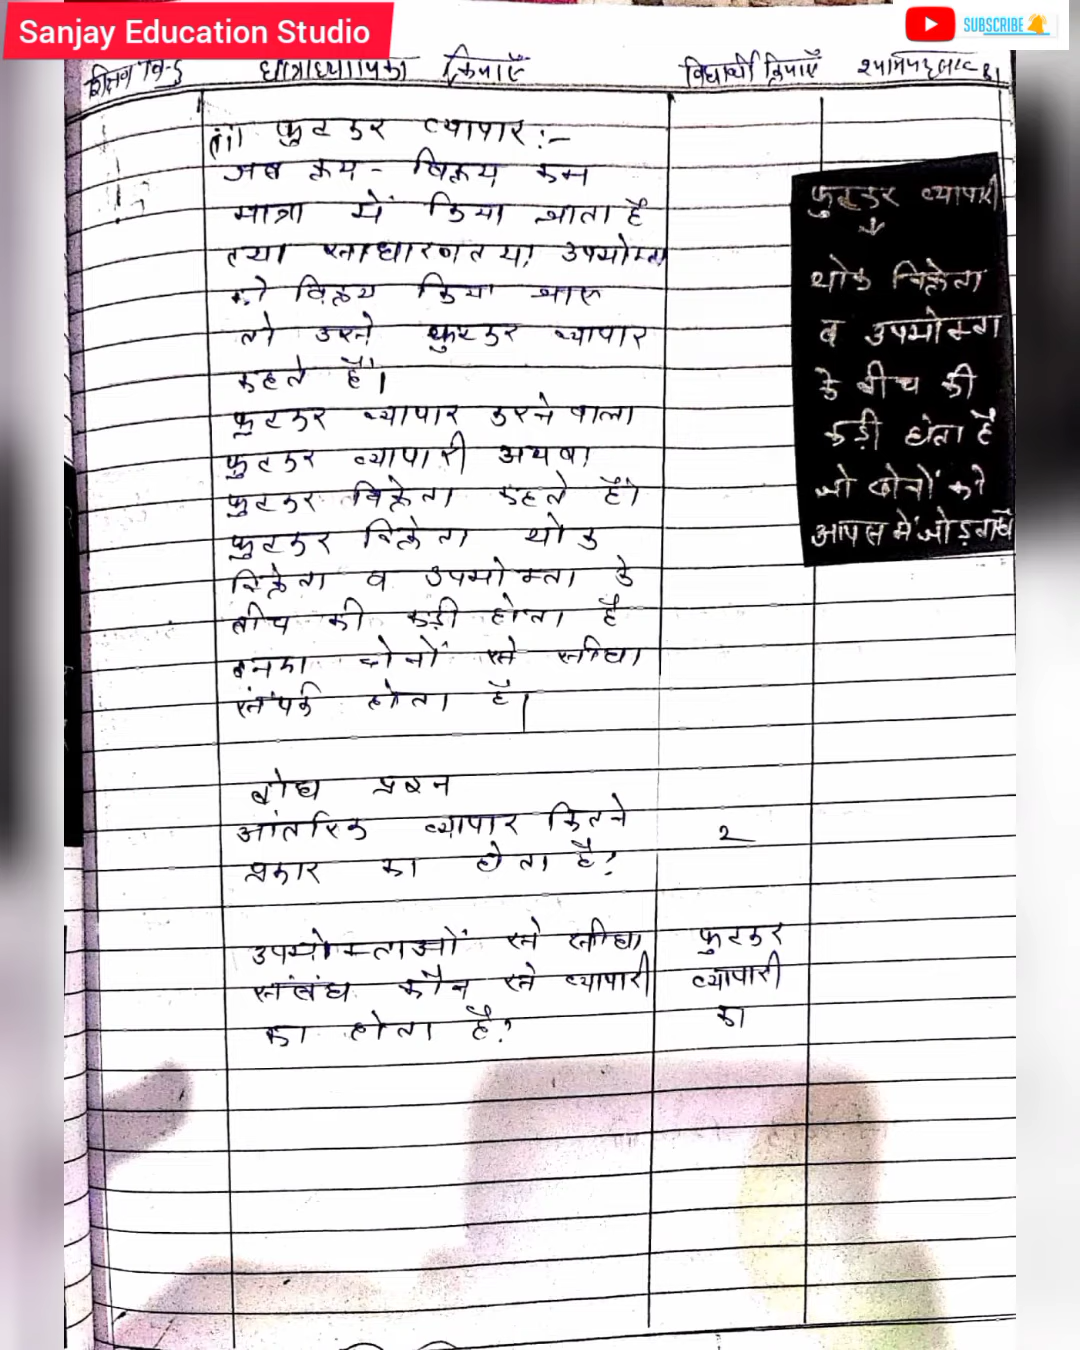 Sanjay Education Studio
SUBSCRIBE
शिक्षण बिन्दु छात्राध्यापिका क्रियाएँ विद्यार्थी क्रियाएँ श्यामपट्ट
(ii) फुटकर व्यापार :-
जब क्रय - विक्रय कम
मात्रा में किया जाता है
तथा साधारणतया उपभोक्ता
को विक्रय किया जाए
तो उसे फुटकर व्यापार
कहते हैं।
फुटकर व्यापार करने वाला
फुटकर व्यापारी अथवा
फुटकर विक्रेता कहते हैं।
फुटकर विक्रेता थोक
विक्रेता व उपभोक्ता के
बीच की कड़ी होता है
इनका दोनों से सीधा
संपर्क होता है।
फुटकर व्यापारी
↓
थोक विक्रेता
व उपभोक्ता
के बीच की
कड़ी होता है
जो दोनों को
आपस में जोड़ता है
बोध प्रश्न
आंतरिक व्यापार कितने
प्रकार का होता है?
2
उपभोक्ताओं से सीधा
संबंध कौन से व्यापारी
का होता है?
फुटकर
व्यापारी
का